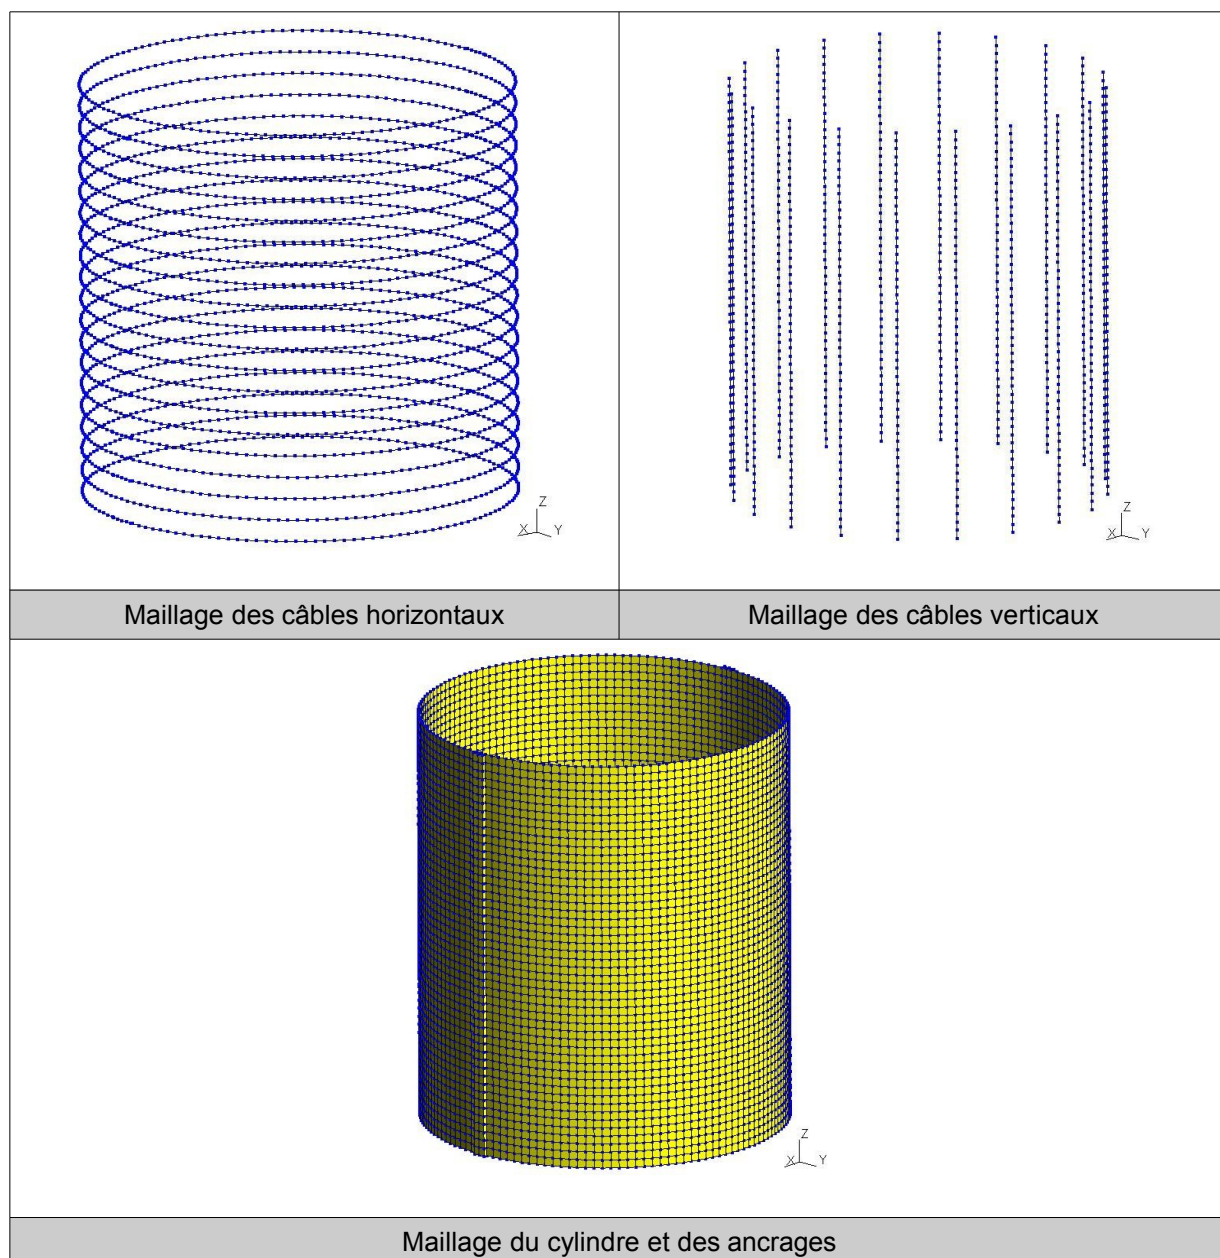 Z
X Y
Z
X Y
Maillage des câbles horizontaux
Maillage des câbles verticaux
Z
X Y
Maillage du cylindre et des ancrages